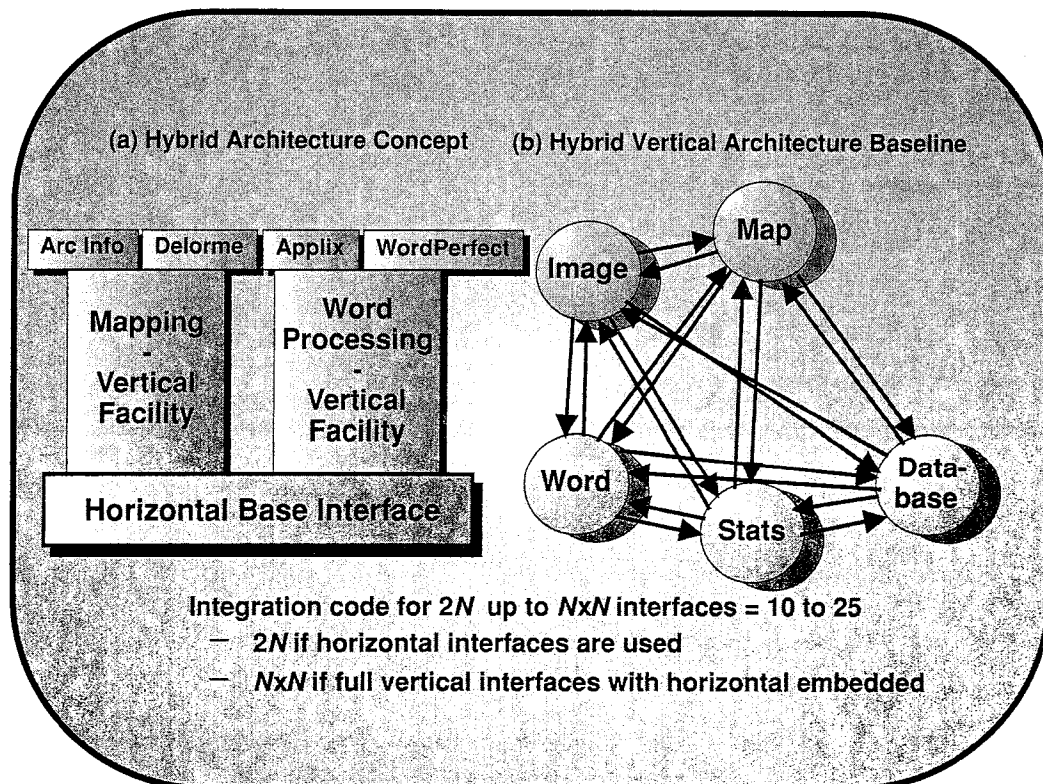 (a) Hybrid Architecture Concept
(b) Hybrid Vertical Architecture Baseline
Arc Info
Delorme
Applix
WordPerfect
Mapping
-
Vertical
Facility
Word
Processing
-
Vertical
Facility
Horizontal Base Interface
Image
Map
Word
Stats
Data-
base
Integration code for 2N up to NxN interfaces = 10 to 25
— 2N if horizontal interfaces are used
— NxN if full vertical interfaces with horizontal embedded